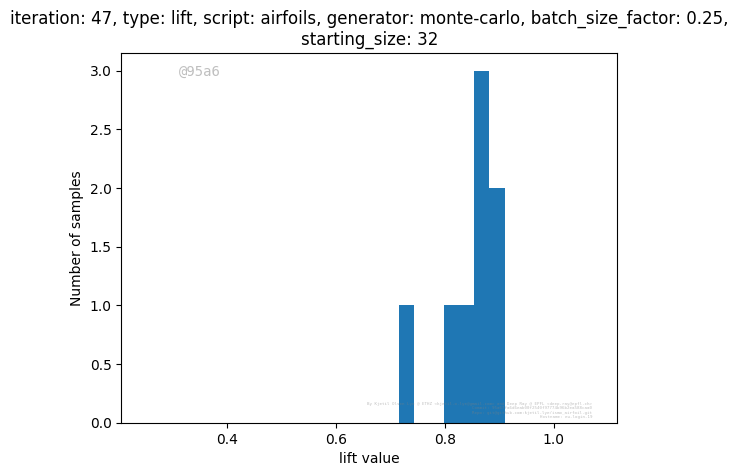 iteration: 47, type: lift, script: airfoils, generator: monte-carlo, batch_size_factor: 0.25,
starting_size: 32
@95a6
3.0
2.5
2.0
1.5
1.0
0.5
0.0
Number of samples
0.4 0.6 0.8 1.0
lift value